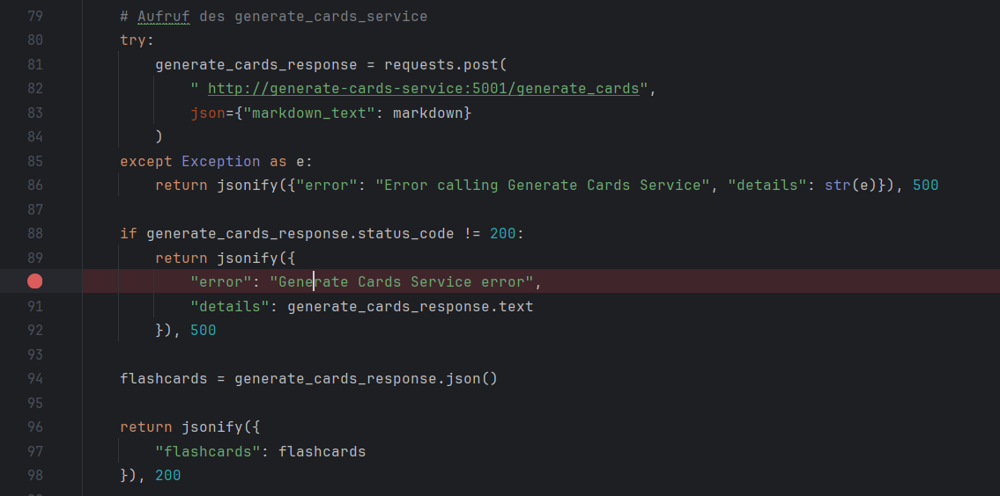 79 # Aufruf des generate_cards_service
80 try:
81 generate_cards_response = requests.post(
82 " http://generate-cards-service:5001/generate_cards",
83 json={"markdown_text": markdown}
84 )
85 except Exception as e:
86 return jsonify({"error": "Error calling Generate Cards Service", "details": str(e)}), 500
87
88 if generate_cards_response.status_code != 200:
89 return jsonify({
"error": "Generate Cards Service error",
91 "details": generate_cards_response.text
92 }), 500
93
94 flashcards = generate_cards_response.json()
95
96 return jsonify({
97 "flashcards": flashcards
98 }), 200